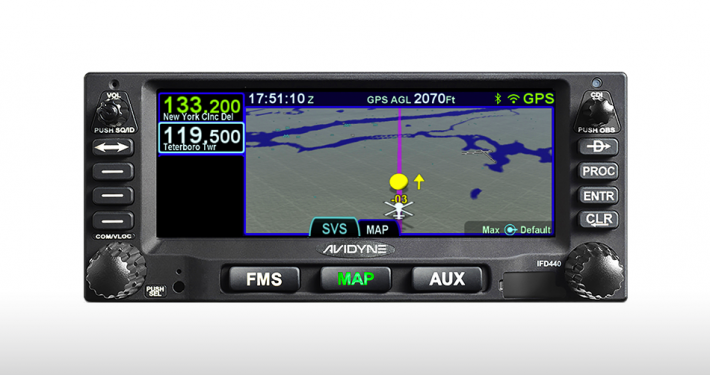 VOL
PUSH SQ/ID
COM/VLOC
PUSH
SEL
133.200
New York Clnc Del
119.500
Teterboro Twr
17:51:10 Z
GPS AGL 2070Ft
GPS
-03
SVS
MAP
Max
Default
AVIDYNE
IFD440
FMS
MAP
AUX
CDI
PUSH OBS
D
PROC
ENTR
CLR